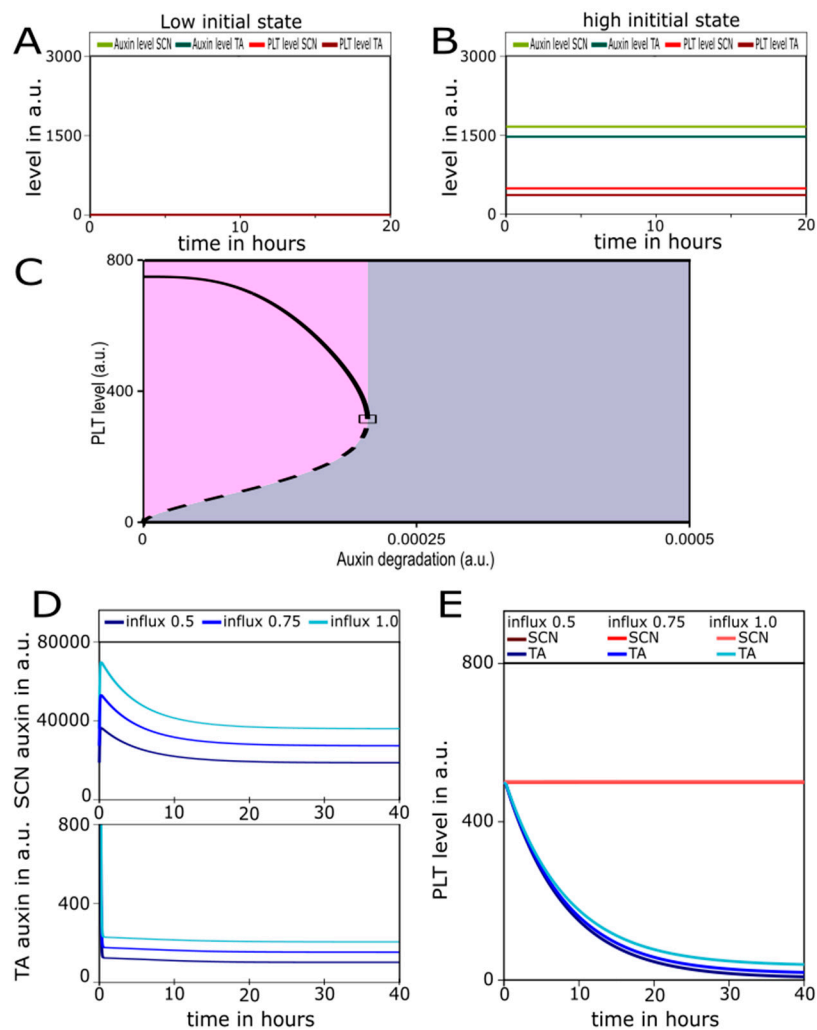 A
Low initial state
Auxin level SCN Auxin level TA PLT level SCN PLT level TA
3000
1500
0
level in a.u.
0 10 20
time in hours
B
high inititial state
Auxin level SCN Auxin level TA PLT level SCN PLT level TA
3000
1500
0
level in a.u.
0 10 20
time in hours
C
800
400
0
PLT level (a.u.)
0 0.00025 0.0005
Auxin degradation (a.u.)
D
influx 0.5 influx 0.75 influx 1.0
80000
40000
0
SCN auxin in a.u.
0 10 20 30 40
800
400
0
TA auxin in a.u.
0 10 20 30 40
time in hours
E
influx 0.5 influx 0.75 influx 1.0
SCN SCN SCN
TA TA TA
800
400
0
PLT level in a.u.
0 10 20 30 40
time in hours